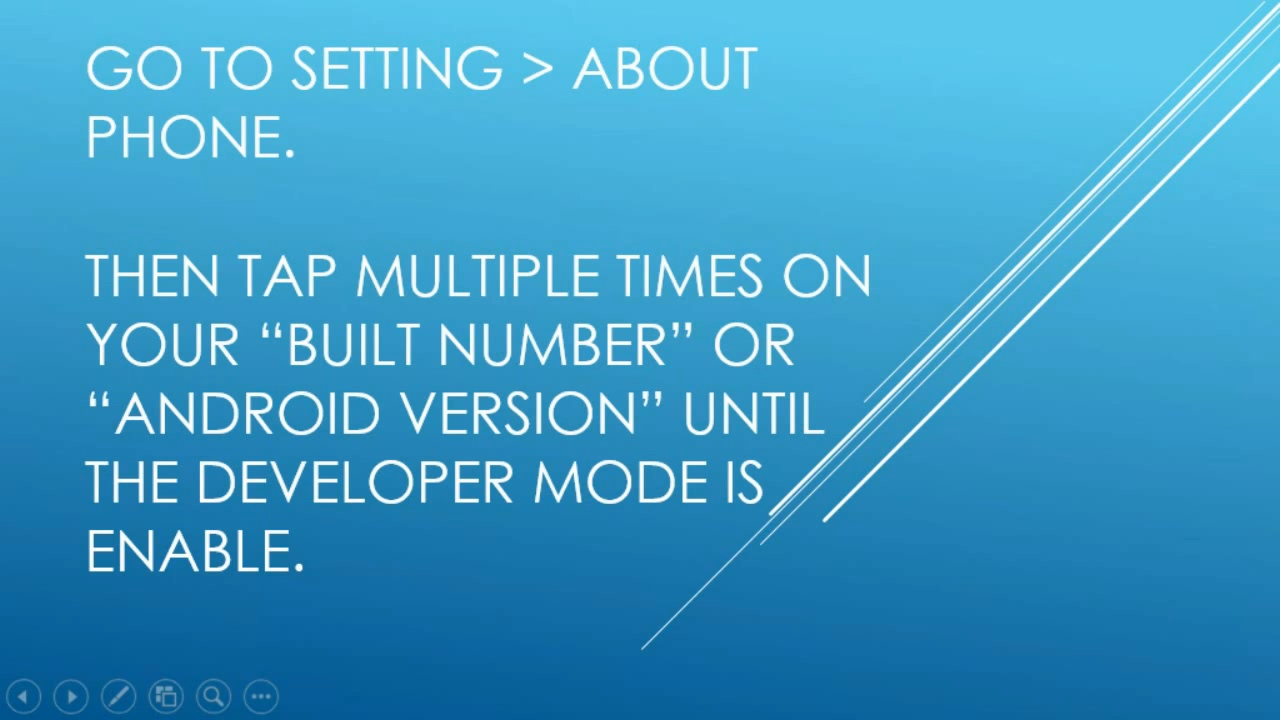 GO TO SETTING > ABOUT
PHONE.
THEN TAP MULTIPLE TIMES ON
YOUR “BUILT NUMBER” OR
“ANDROID VERSION” UNTIL
THE DEVELOPER MODE IS
ENABLE.